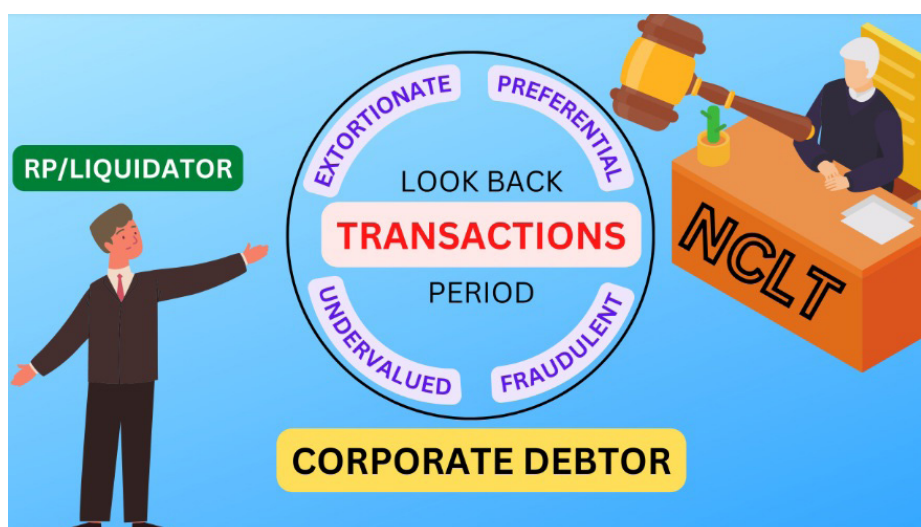 EXTORTIONATE
PREFERENTIAL
RP/LIQUIDATOR
LOOK BACK
TRANSACTIONS
PERIOD
NCLT
UNDERVALUED
FRAUDULENT
CORPORATE DEBTOR